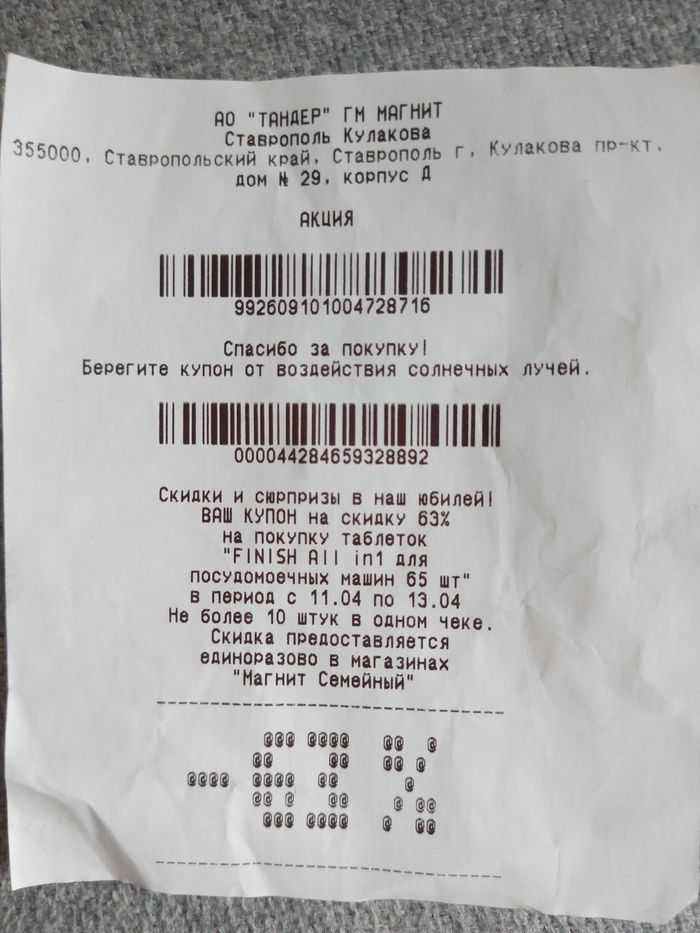 АО "ТАНДЕР" ГМ МАГНИТ
Ставрополь Кулакова
355000, Ставропольский край, Ставрополь г, Кулакова пр-кт,
дом № 29, корпус Д
АКЦИЯ
992609101004728716
Спасибо за покупку!
Берегите купон от воздействия солнечных лучей.
000044284659328892
Скидки и сюрпризы в наш юбилей!
ВАШ КУПОН на скидку 63%
на покупку таблеток
"FINISH All in1 для
посудомоечных машин 65 шт"
в период с 11.04 по 13.04
Не более 10 штук в одном чеке.
Скидка предоставляется
единоразово в магазинах
"Магнит Семейный"
-63%